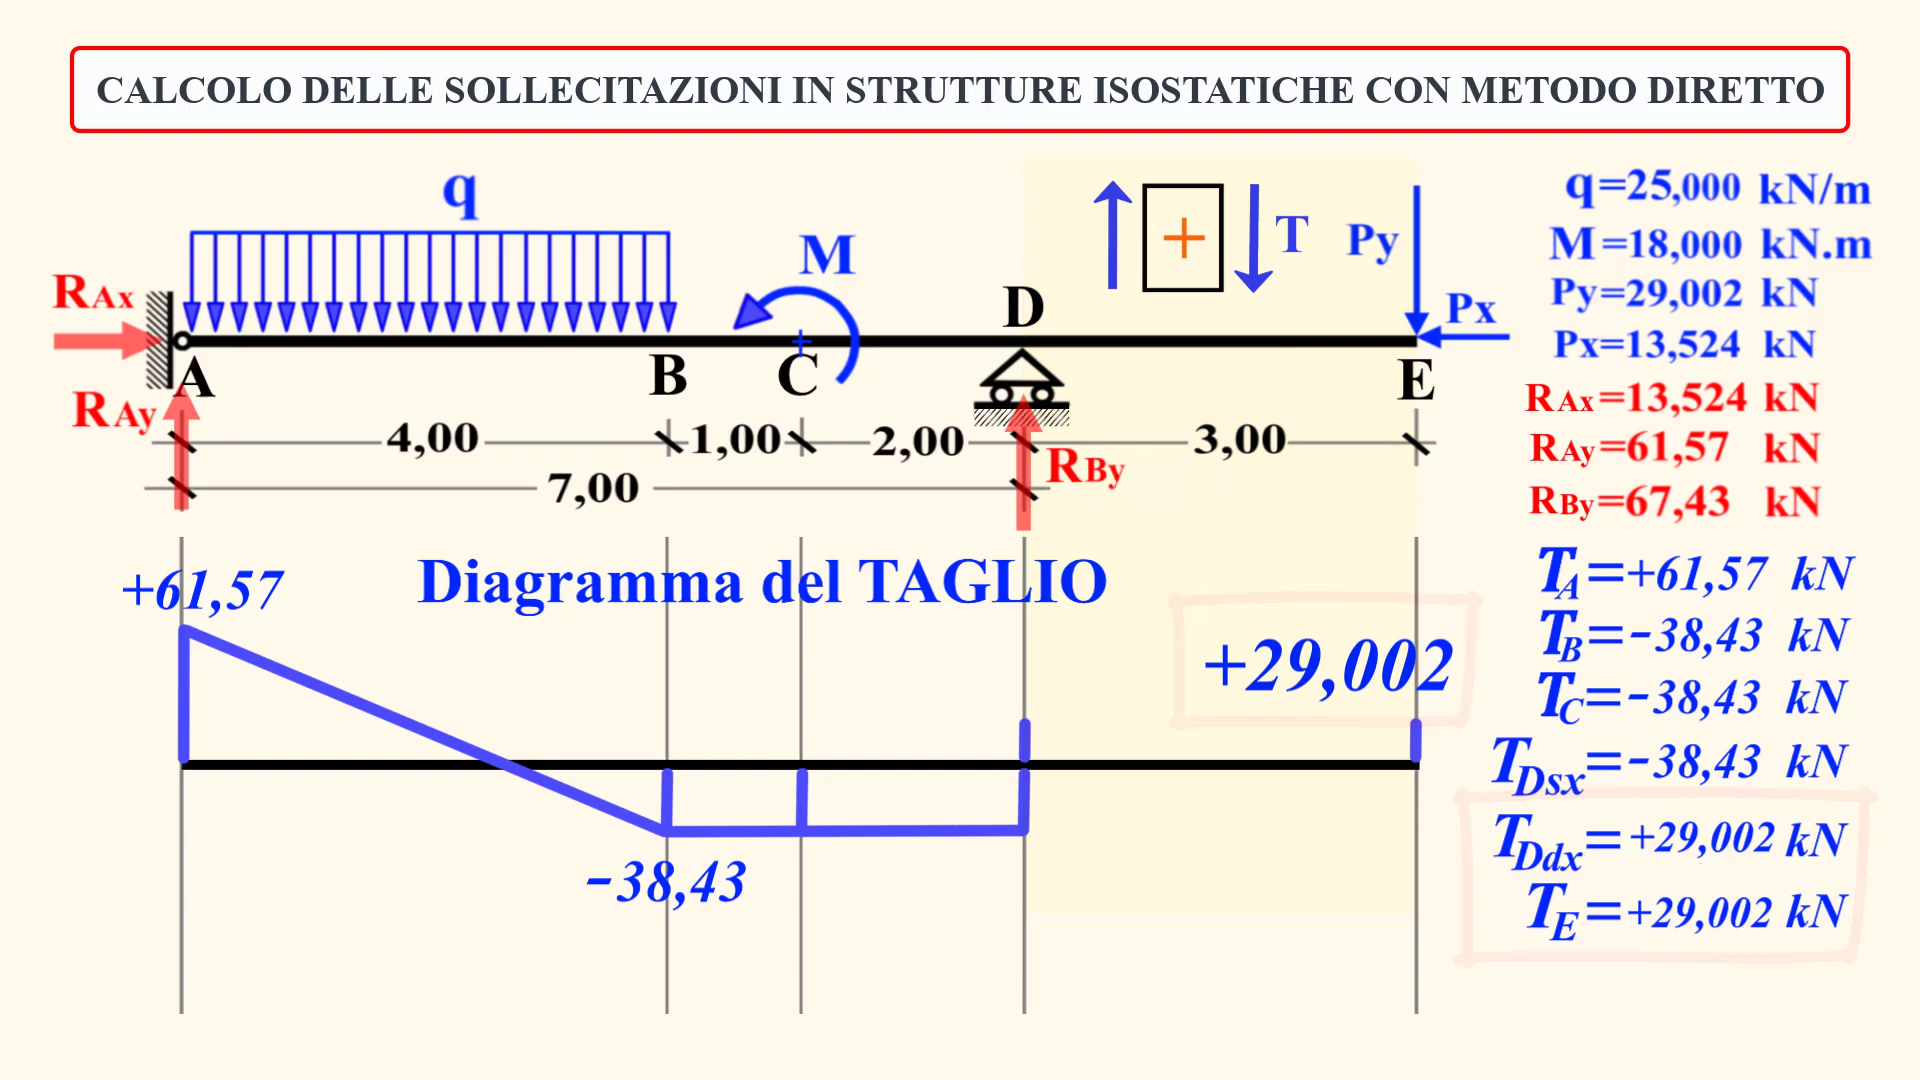 CALCOLO DELLE SOLLECITAZIONI IN STRUTTURE ISOSTATICHE CON METODO DIRETTO
q
M
T
Py
Px
RAx
RAy
A
B
C
D
E
4,00
1,00
2,00
3,00
7,00
RBy
q=25,000 kN/m
M=18,000 kN.m
Py=29,002 kN
Px=13,524 kN
RAx=13,524 kN
RAy=61,57 kN
RBy=67,43 kN
Diagramma del TAGLIO
+61,57
+29,002
-38,43
TA=+61,57 kN
TB=-38,43 kN
TC=-38,43 kN
TDsx=-38,43 kN
TDdx=+29,002 kN
TE=+29,002 kN